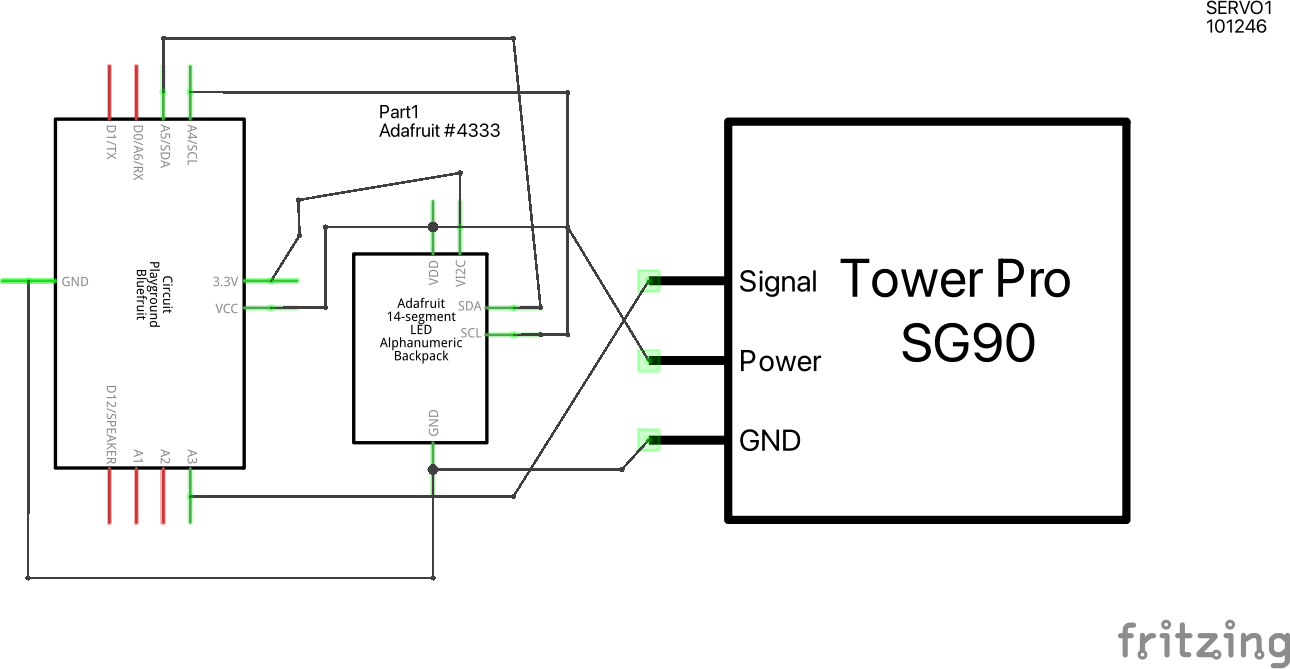 SERVO1
101246
Part1
Adafruit #4333
D1/TX
D0/A6/RX
A5/SDA
A4/SCL
GND
3.3V
VCC
Circuit
Playground
Bluefruit
D12/SPEAKER
A1
A2
A3
VDD
VI2C
SDA
SCL
Adafruit
14-segment
LED
Alphanumeric
Backpack
GND
Signal
Power
GND
Tower Pro
SG90
fritzing